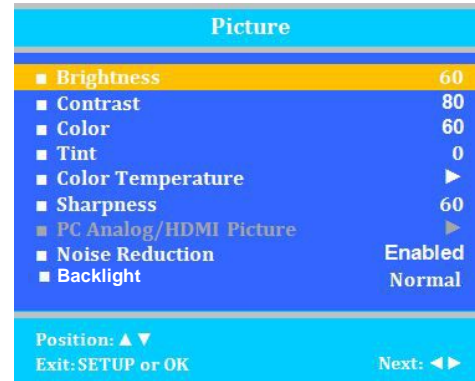 Picture
■ Brightness 60
■ Contrast 80
■ Color 60
■ Tint 0
■ Color Temperature ▶
■ Sharpness 60
■ PC Analog/HDMI Picture ▶
■ Noise Reduction Enabled
■ Backlight Normal
Position: ▲ ▼
Exit: SETUP or OK Next: ◀ ▶